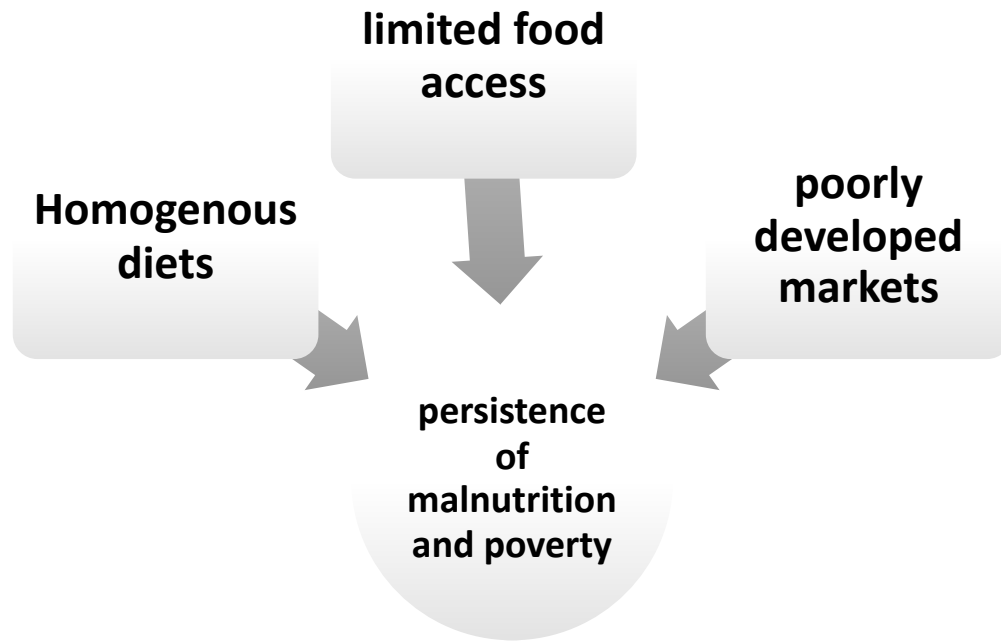 limited food
access
Homogenous
diets
poorly
developed
markets
persistence
of
malnutrition
and poverty